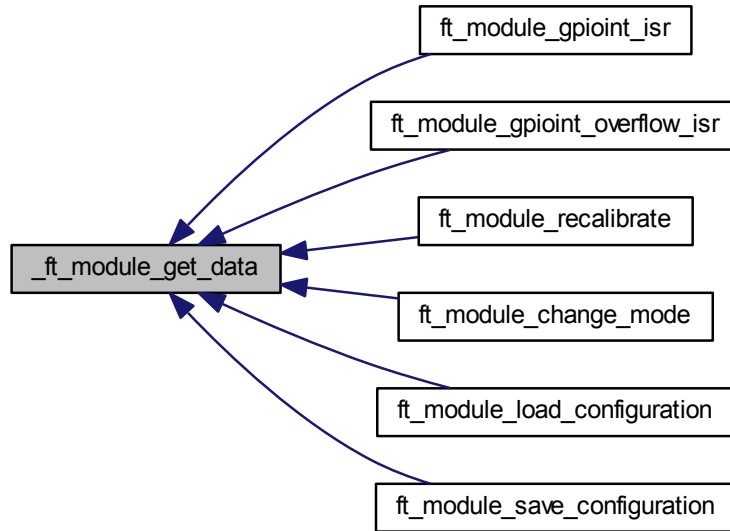 ft_module_gpioint_isr
ft_module_gpioint_overflow_isr
ft_module_recalibrate
_ft_module_get_data
ft_module_change_mode
ft_module_load_configuration
ft_module_save_configuration